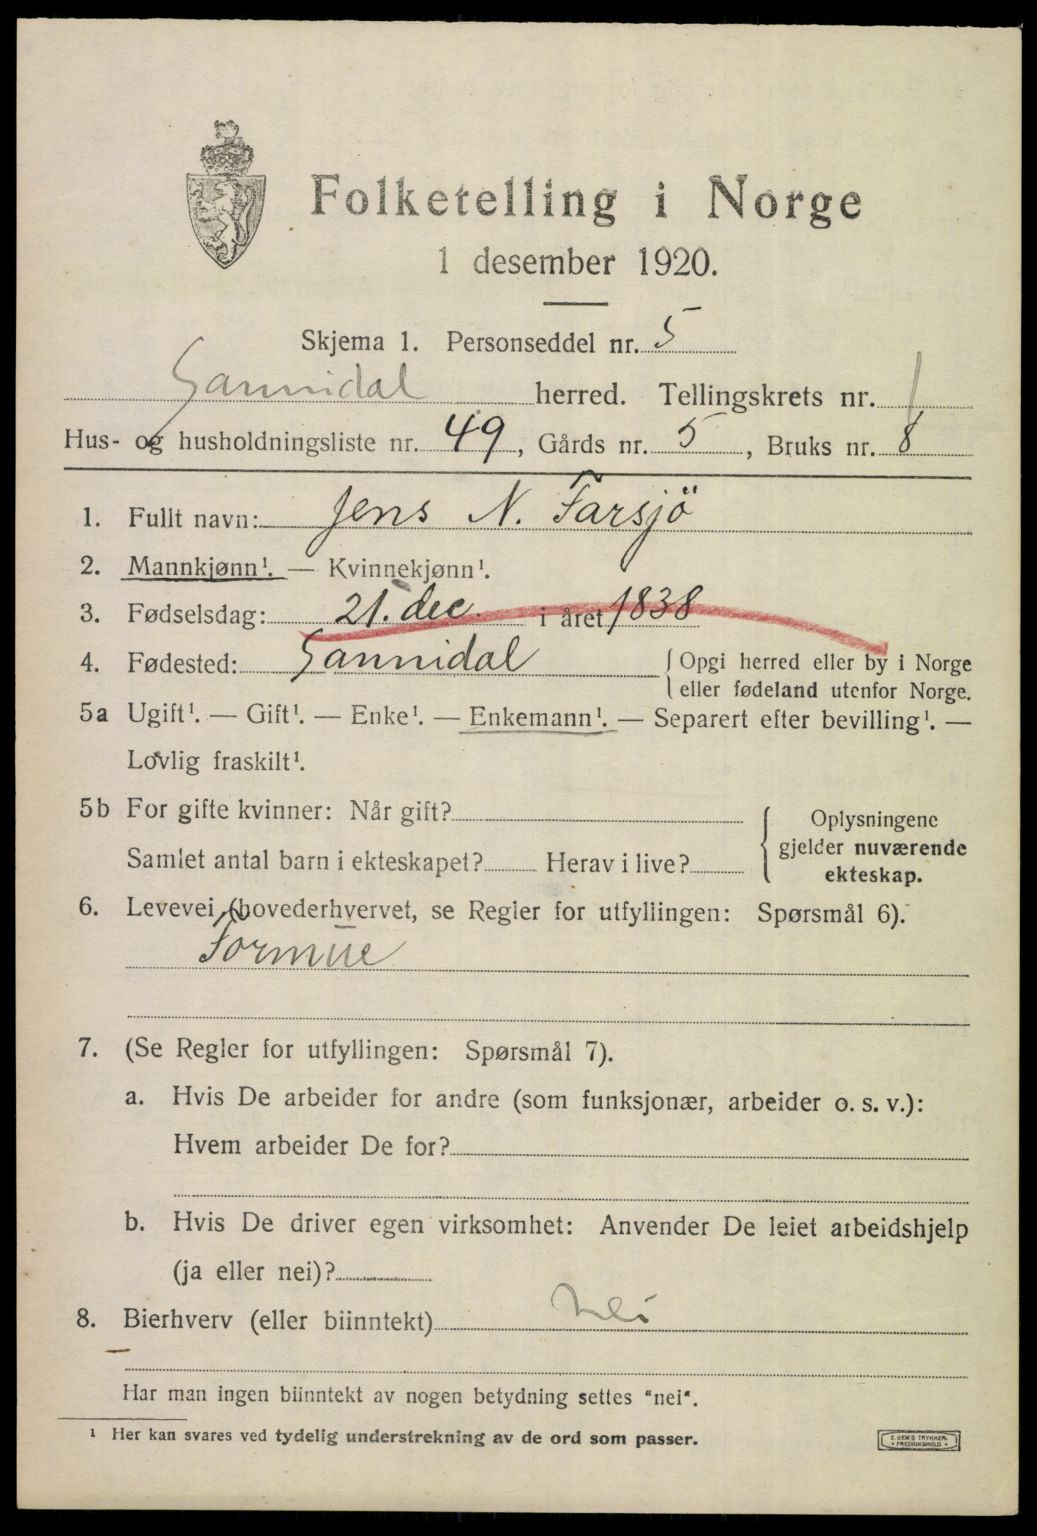 Folketelling i Norge
1 desember 1920.
Skjema 1. Personseddel nr. 5
Sannidal herred. Tellingskrets nr. 1
Hus- og husholdningsliste nr. 49, Gårds nr. 5, Bruks nr. 8
1. Fullt navn: Jens N. Farsjö
2. Mannkjønn¹. — Kvinnekjønn¹.
3. Fødselsdag: 21. dec. i året 1838
4. Fødested: Sannidal { Opgi herred eller by i Norge
eller fødeland utenfor Norge.
5a Ugift¹. — Gift¹. — Enke¹. — Enkemann¹. — Separert efter bevilling¹. —
Lovlig fraskilt¹.
5b For gifte kvinner: Når gift?
Samlet antal barn i ekteskapet? Herav i live?
{ Oplysningene
gjelder nuværende
ekteskap.
6. Levevei (hovederhvervet, se Regler for utfyllingen: Spørsmål 6).
Formue
7. (Se Regler for utfyllingen: Spørsmål 7).
a. Hvis De arbeider for andre (som funksjonær, arbeider o. s. v.):
Hvem arbeider De for?
b. Hvis De driver egen virksomhet: Anvender De leiet arbeidshjelp
(ja eller nei)?
8. Bierhverv (eller biinntekt) Nei
Har man ingen biinntekt av nogen betydning settes "nei".
¹ Her kan svares ved tydelig understrekning av de ord som passer.
E. SEM'S TRYKKERI
• FREDRIKSHALD •